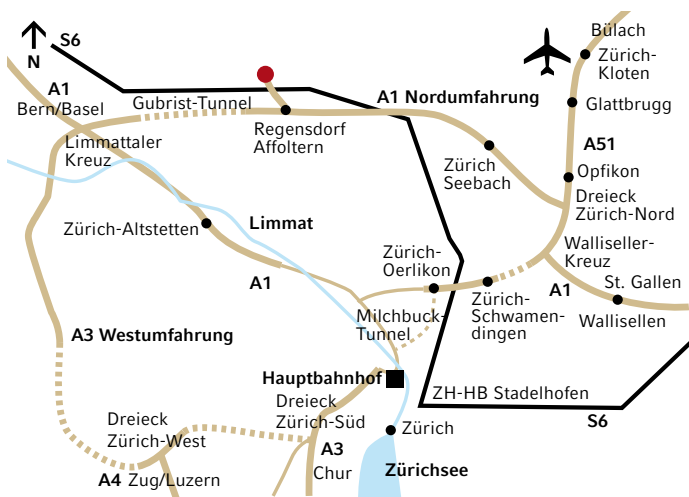 S6
Bülach
N
Zürich-
Kloten
A1
Bern/Basel
Gubrist-Tunnel
A1 Nordumfahrung
Glattbrugg
Regensdorf
Affoltern
Limmattaler
Kreuz
A51
Zürich
Seebach
Opfikon
Dreieck
Zürich-Nord
Zürich-Altstetten
Limmat
Walliseller-
Kreuz
Zürich-
Oerlikon
A1
St. Gallen
Zürich-
Schwamen-
dingen
A1
Wallisellen
Milchbuck-
Tunnel
A3 Westumfahrung
Hauptbahnhof
ZH-HB Stadelhofen
S6
Dreieck
Zürich-Süd
Dreieck
Zürich-West
Zürich
A3
Chur
Zürichsee
A4 Zug/Luzern